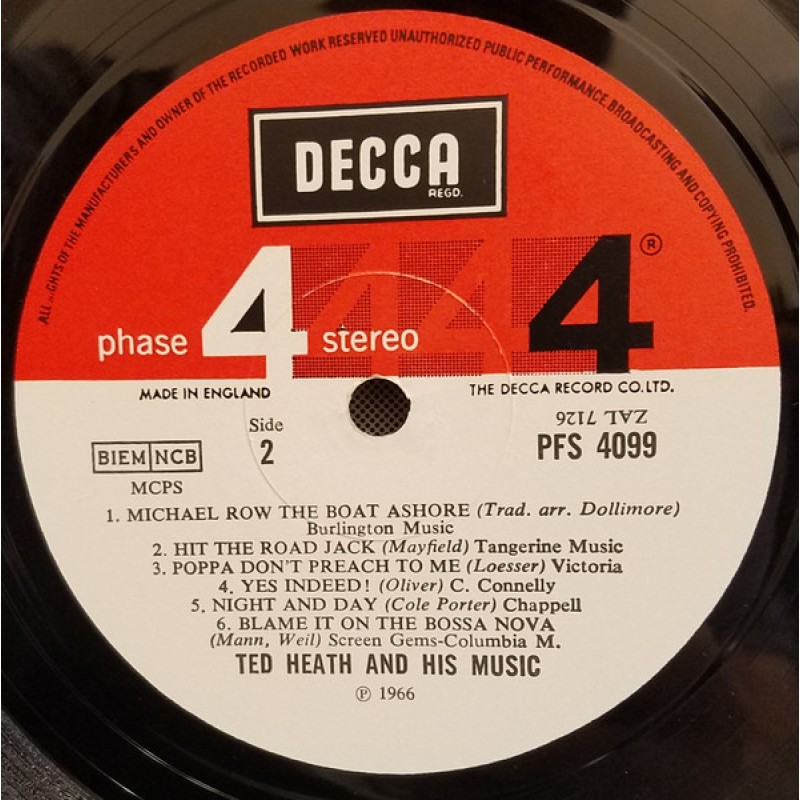 ALL RIGHTS OF THE MANUFACTURERS AND OWNER OF THE RECORDED WORK RESERVED UNAUTHORIZED PUBLIC PERFORMANCE, BROADCASTING AND COPYING PROHIBITED.
DECCA
REGD.
phase 4 stereo 4 4 4 4 ®
MADE IN ENGLAND
THE DECCA RECORD CO. LTD.
Side
2
ZAL 7126
PFS 4099
BIEM NCB
MCPS
1. MICHAEL ROW THE BOAT ASHORE (Trad. arr. Dollimore)
Burlington Music
2. HIT THE ROAD JACK (Mayfield) Tangerine Music
3. POPPA DON'T PREACH TO ME (Loesser) Victoria
4. YES INDEED! (Oliver) C. Connelly
5. NIGHT AND DAY (Cole Porter) Chappell
6. BLAME IT ON THE BOSSA NOVA
(Mann, Weil) Screen Gems-Columbia M.
TED HEATH AND HIS MUSIC
℗ 1966